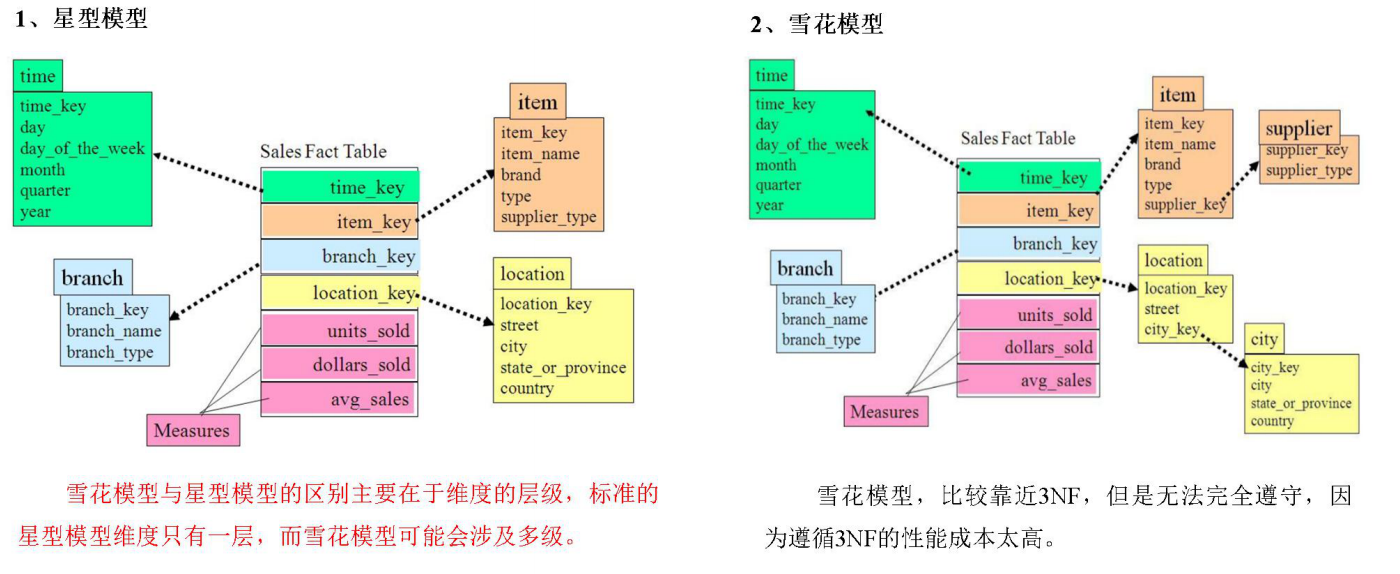 1、星型模型
time
time_key
day
day_of_the_week
month
quarter
year
item
item_key
item_name
brand
type
supplier_type
Sales Fact Table
time_key
item_key
branch_key
location_key
units_sold
dollars_sold
avg_sales
branch
branch_key
branch_name
branch_type
location
location_key
street
city
state_or_province
country
Measures
雪花模型与星型模型的区别主要在于维度的层级，标准的
星型模型维度只有一层，而雪花模型可能会涉及多级。
2、雪花模型
time
time_key
day
day_of_the_week
month
quarter
year
item
item_key
item_name
brand
type
supplier_key
supplier
supplier_key
supplier_type
Sales Fact Table
time_key
item_key
branch_key
location_key
units_sold
dollars_sold
avg_sales
branch
branch_key
branch_name
branch_type
location
location_key
street
city_key
city
city_key
city
state_or_province
country
Measures
雪花模型，比较靠近3NF，但是无法完全遵守，因
为遵循3NF的性能成本太高。